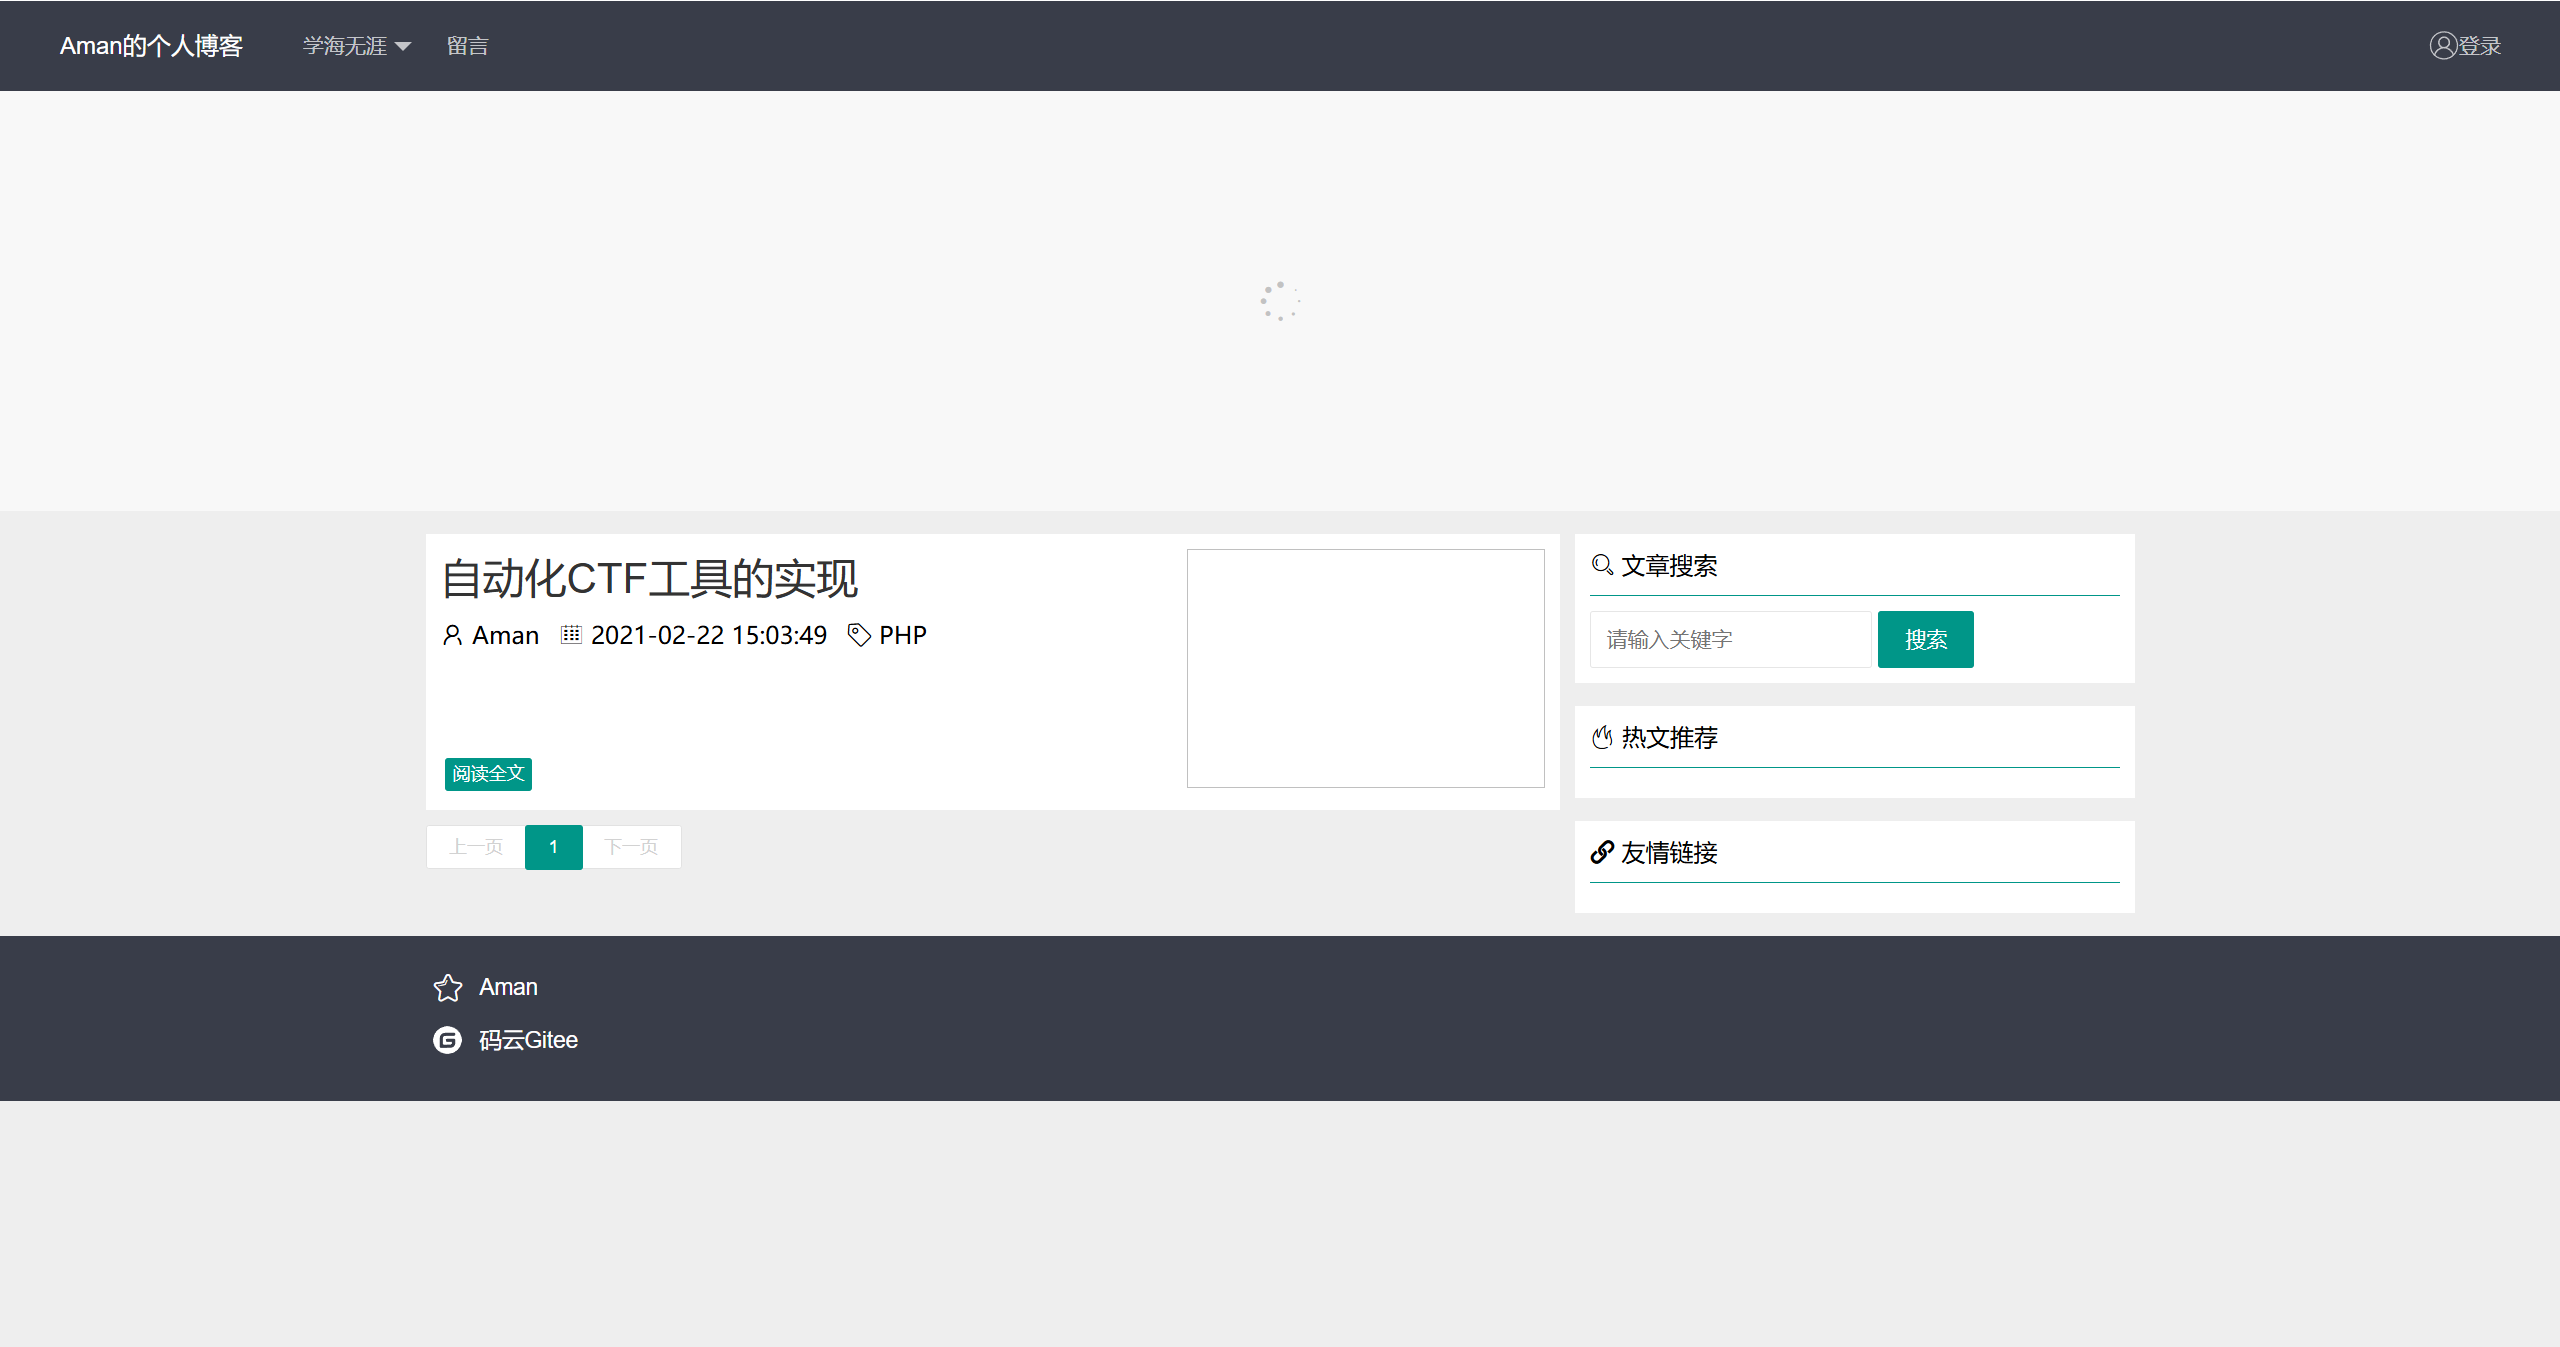 Aman的个人博客 学海无涯 留言 登录
自动化CTF工具的实现
Aman 2021-02-22 15:03:49 PHP
阅读全文
上一页 1 下一页
文章搜索
请输入关键字 搜索
热文推荐
友情链接
Aman
码云Gitee